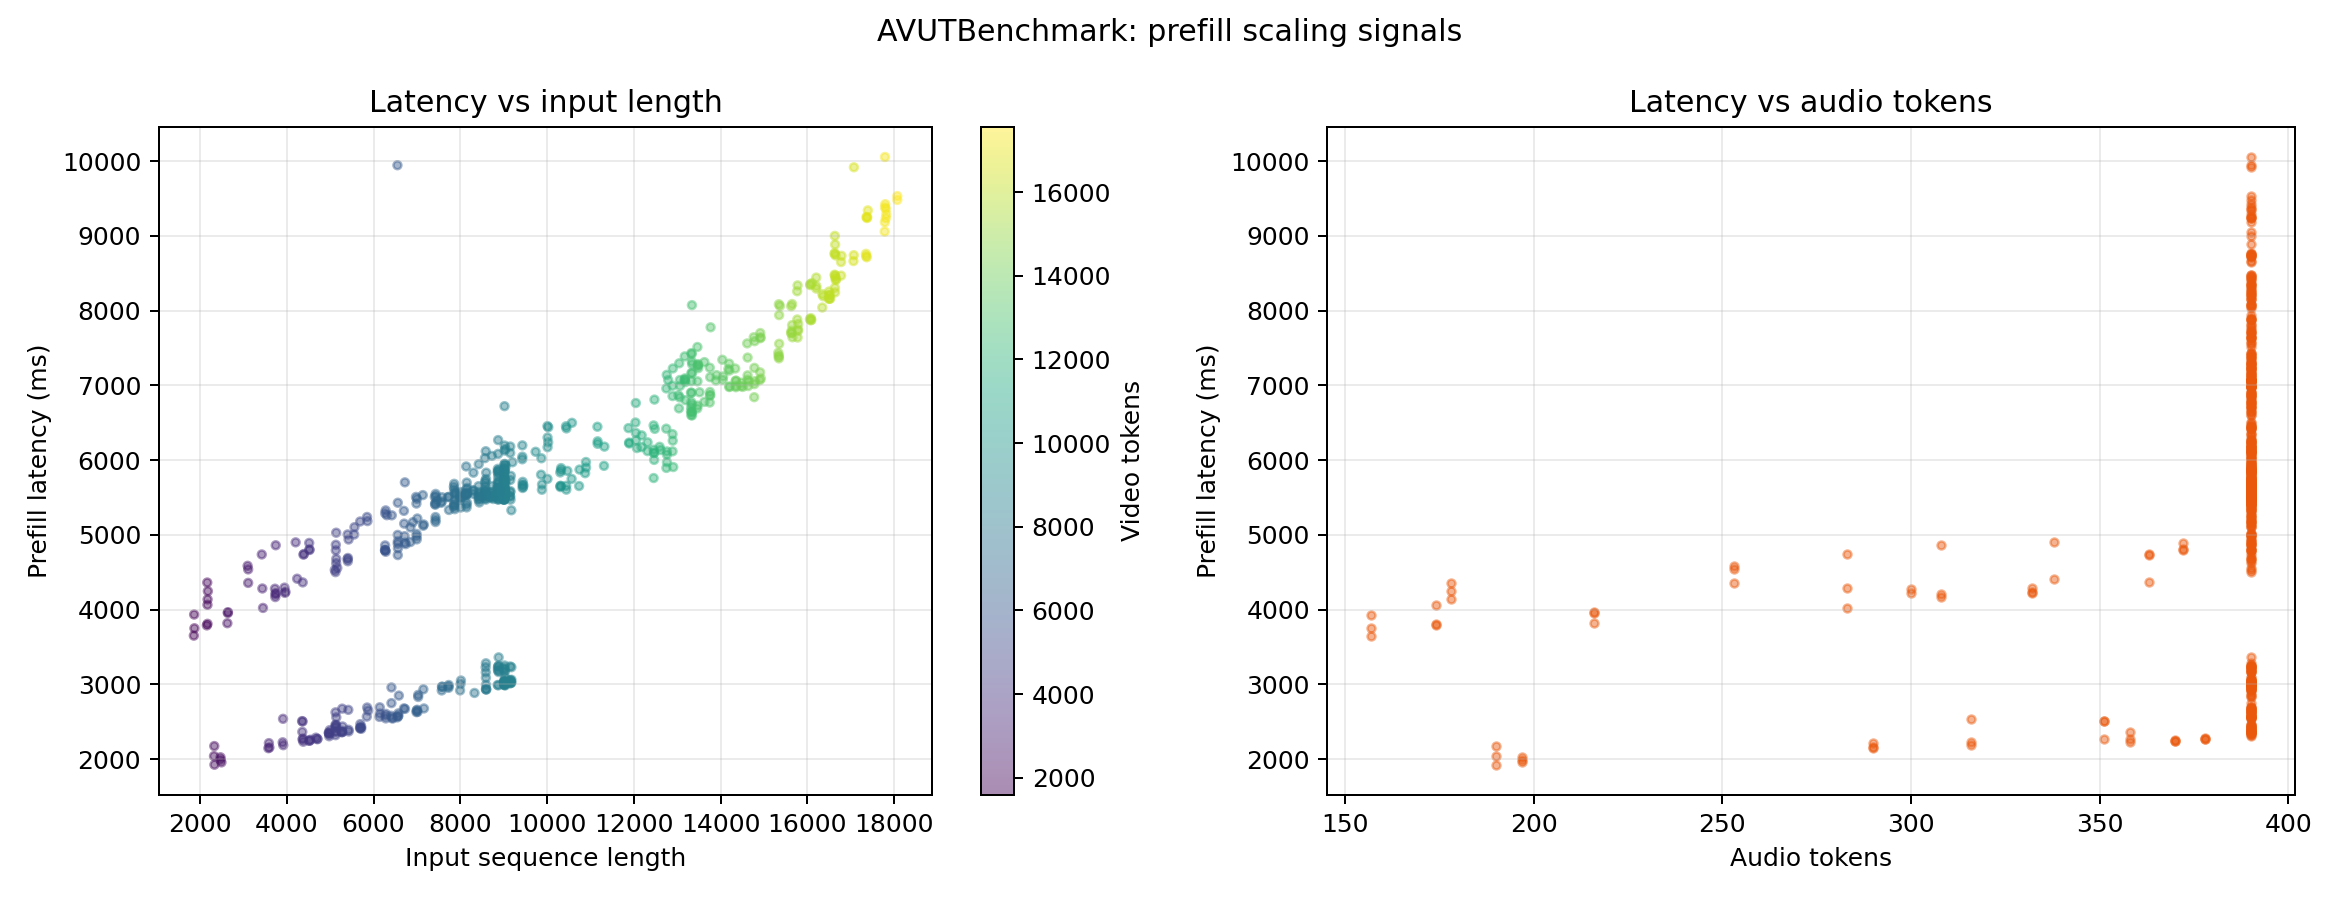 AVUTBenchmark: prefill scaling signals
Latency vs input length
10000
9000
8000
7000
6000
5000
4000
3000
2000
Prefill latency (ms)
2000 4000 6000 8000 10000 12000 14000 16000 18000
Input sequence length
16000
14000
12000
10000
8000
6000
4000
2000
Video tokens
Latency vs audio tokens
10000
9000
8000
7000
6000
5000
4000
3000
2000
Prefill latency (ms)
150 200 250 300 350 400
Audio tokens